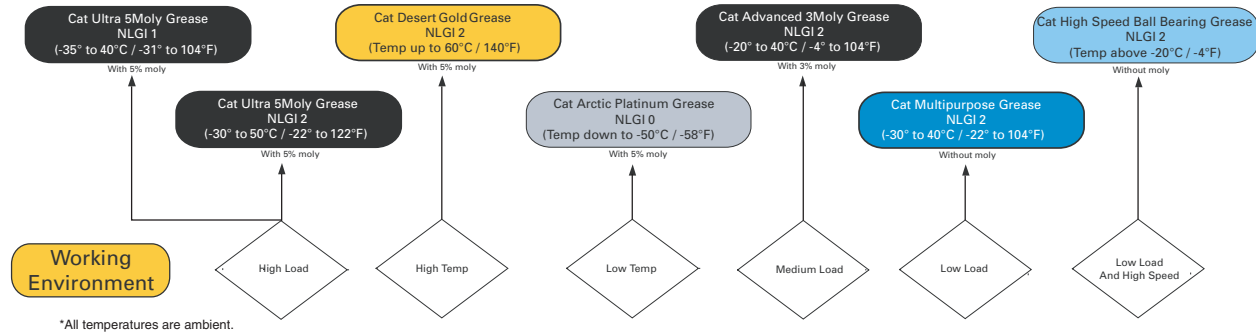 Cat Ultra 5Moly Grease
NLGI 1
(-35° to 40°C / -31° to 104°F)
With 5% moly
Cat Desert Gold Grease
NLGI 2
(Temp up to 60°C / 140°F)
With 5% moly
Cat Advanced 3Moly Grease
NLGI 2
(-20° to 40°C / -4° to 104°F)
With 3% moly
Cat High Speed Ball Bearing Grease
NLGI 2
(Temp above -20°C / -4°F)
Without moly
Cat Ultra 5Moly Grease
NLGI 2
(-30° to 50°C / -22° to 122°F)
With 5% moly
Cat Arctic Platinum Grease
NLGI 0
(Temp down to -50°C / -58°F)
With 5% moly
Cat Multipurpose Grease
NLGI 2
(-30° to 40°C / -22° to 104°F)
Without moly
Working
Environment
High Load
High Temp
Low Temp
Medium Load
Low Load
Low Load
And High Speed
*All temperatures are ambient.